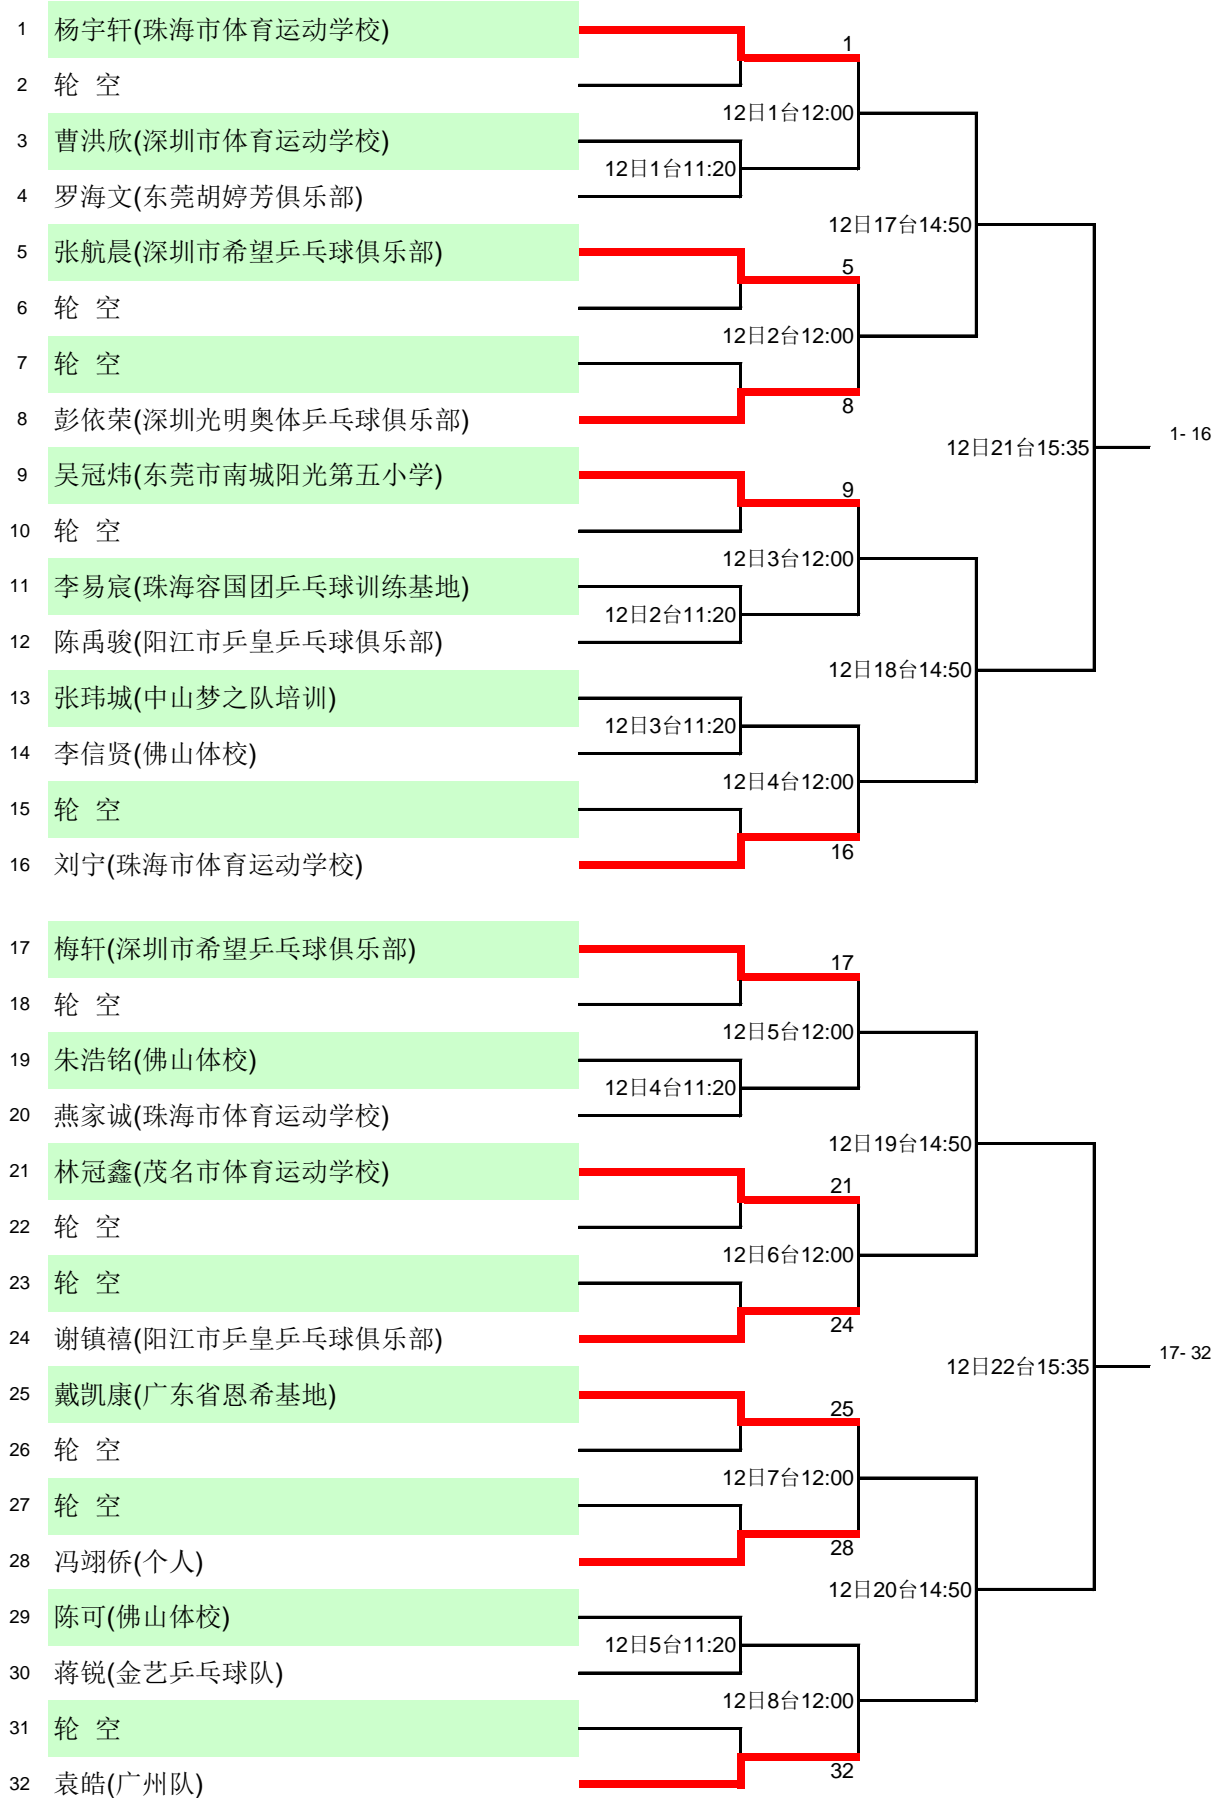 1 杨宇轩(珠海市体育运动学校)
1
2 轮 空
12日1台12:00
3 曹洪欣(深圳市体育运动学校)
12日1台11:20
4 罗海文(东莞胡婷芳俱乐部)
12日17台14:50
5 张航晨(深圳市希望乒乓球俱乐部)
5
6 轮 空
12日2台12:00
7 轮 空
8
8 彭依荣(深圳光明奥体乒乓球俱乐部)
12日21台15:35
1- 16
9 吴冠炜(东莞市南城阳光第五小学)
9
10 轮 空
12日3台12:00
11 李易宸(珠海容国团乒乓球训练基地)
12日2台11:20
12 陈禹骏(阳江市乒皇乒乓球俱乐部)
12日18台14:50
13 张玮城(中山梦之队培训)
12日3台11:20
14 李信贤(佛山体校)
12日4台12:00
15 轮 空
16
16 刘宁(珠海市体育运动学校)
17 梅轩(深圳市希望乒乓球俱乐部)
17
18 轮 空
12日5台12:00
19 朱浩铭(佛山体校)
12日4台11:20
20 燕家诚(珠海市体育运动学校)
12日19台14:50
21 林冠鑫(茂名市体育运动学校)
21
22 轮 空
12日6台12:00
23 轮 空
24
24 谢镇禧(阳江市乒皇乒乓球俱乐部)
12日22台15:35
17- 32
25 戴凯康(广东省恩希基地)
25
26 轮 空
12日7台12:00
27 轮 空
28
28 冯翊侨(个人)
12日20台14:50
29 陈可(佛山体校)
12日5台11:20
30 蒋锐(金艺乒乓球队)
12日8台12:00
31 轮 空
32
32 袁皓(广州队)